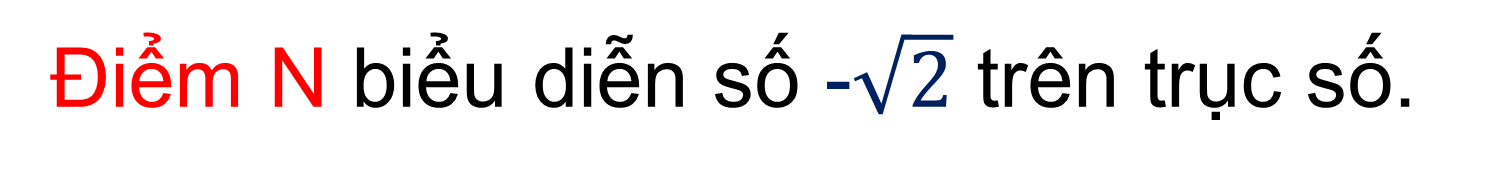 Điểm N biểu diễn số -√2 trên trục số.